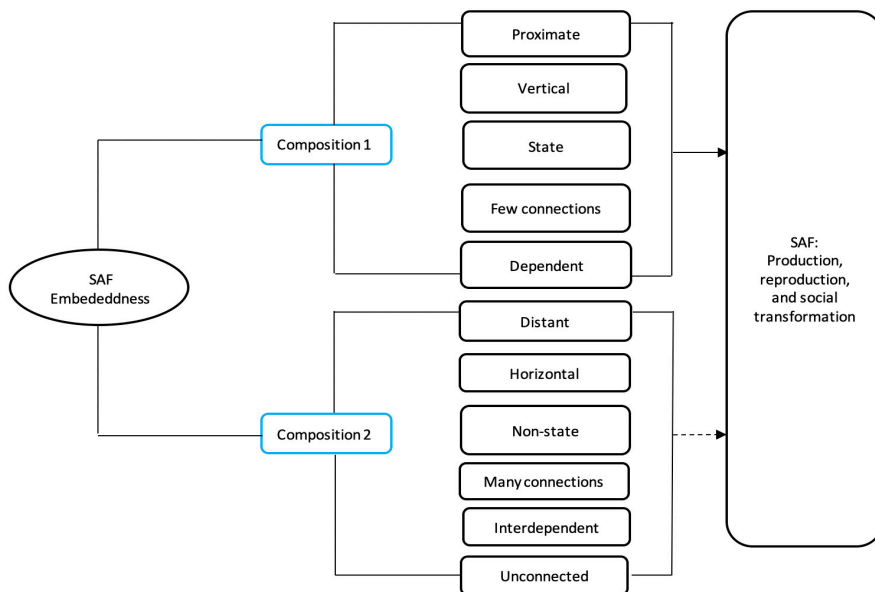 Proximate
Vertical
Composition 1
State
Few connections
Dependent
SAF
Embededdness
SAF:
Production,
reproduction,
and social
transformation
Distant
Horizontal
Composition 2
Non-state
Many connections
Interdependent
Unconnected